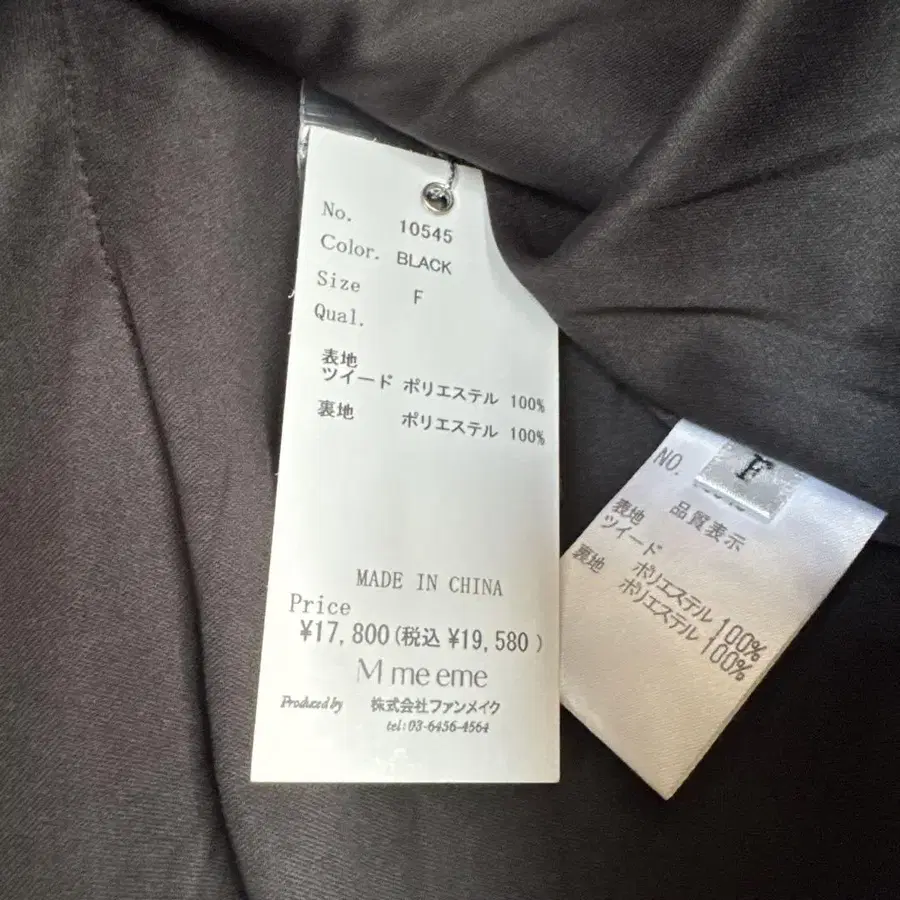 No. 10545
Color. BLACK
Size F
Qual.
表地
ツイード ポリエステル 100%
裏地 ポリエステル 100%
MADE IN CHINA
Price
¥17,800(税込 ¥19,580)
M me eme
Produced by 株式会社ファンメイク
tel:03-6456-4564
F
NO.
品質表示
表地
ツイード ポリエステル 100%
裏地 ポリエステル 100%